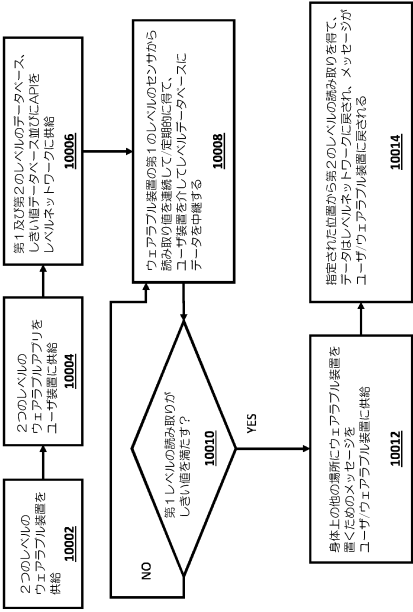 2つのレベルの
ウェアラブル装置を
供給
10002
2つのレベルの
ウェアラブルアプリを
ユーザ装置に供給
10004
第1及び第2のレベルのデータベース、
しきい値データベース並びにAPIを
レベルネットワークに供給
10006
ウェアラブル装置の第1のレベルのセンサから
読み取り値を連続して/定期的に得て、
ユーザ装置を介してレベルデータベースに
データを中継する
10008
第1レベルの読み取りが
しきい値を満たす?
10010
NO
YES
身体上の他の場所にウェアラブル装置を
置くためのメッセージを
ユーザ/ウェアラブル装置に供給
10012
指定された位置から第2のレベルの読み取りを得て、
データはレベルネットワークに戻され、メッセージが
ユーザ/ウェアラブル装置に戻される
10014